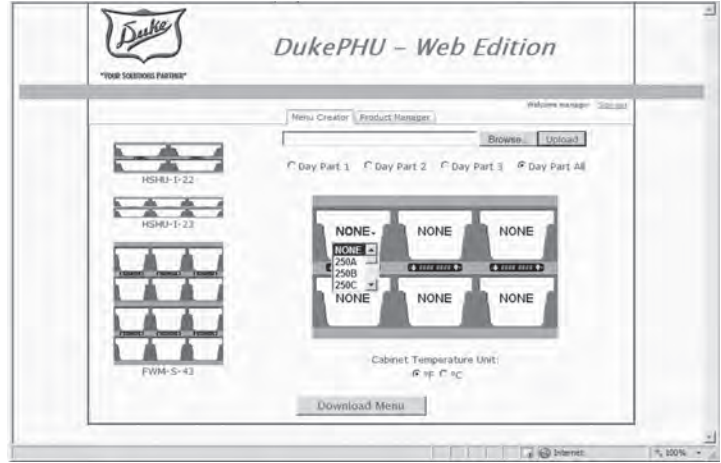 Duke
"YOUR SOLUTIONS PARTNER"
DukePHU – Web Edition
Welcome manager Sign out
Menu Creator Product Manager
Browse... Upload
Day Part 1 Day Part 2 Day Part 3 Day Part All
HSHU-I-22
HSHU-I-23
FWM-S-43
NONE NONE NONE
NONE
250A
250B
250C
NONE NONE NONE
Cabinet Temperature Unit:
°F °C
Download Menu
Internet 100%